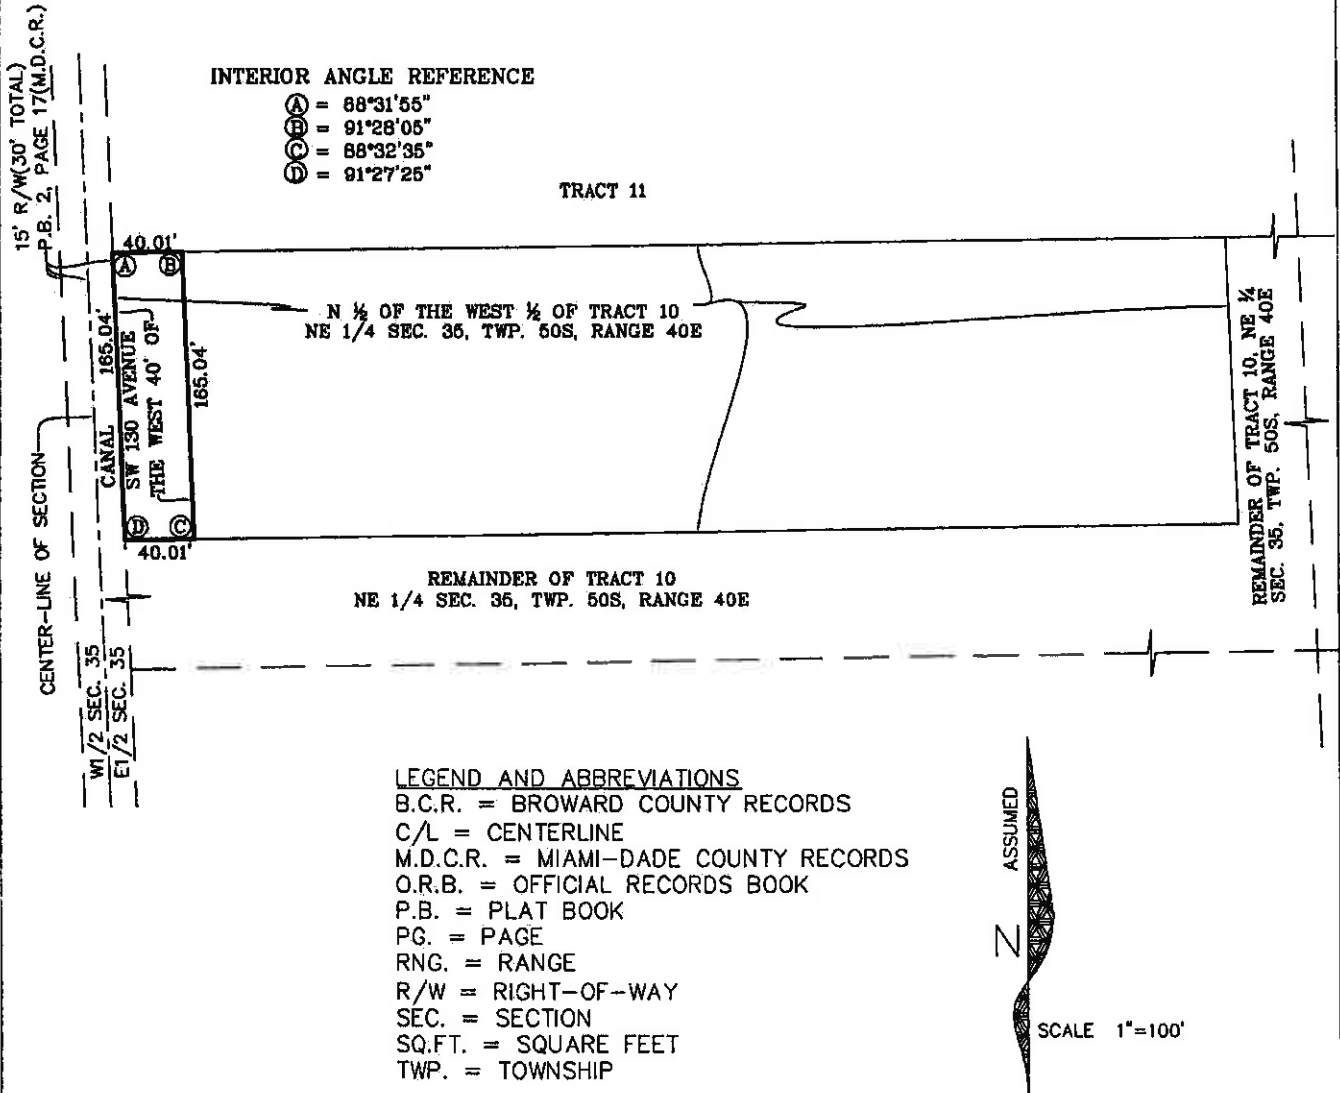 15' R/W(30' TOTAL)
P.B. 2, PAGE 17(M.D.C.R.)
INTERIOR ANGLE REFERENCE
Ⓐ = 88°31'55"
Ⓑ = 91°28'05"
Ⓒ = 88°32'35"
Ⓓ = 91°27'25"
TRACT 11
40.01'
A B
N ½ OF THE WEST ½ OF TRACT 10
NE 1/4 SEC. 35, TWP. 50S, RANGE 40E
165.04'
CANAL
SW 130 AVENUE
THE WEST 40' OF
165.04'
D C
40.01'
CENTER-LINE OF SECTION
REMAINDER OF TRACT 10, NE ¼
SEC. 35, TWP. 50S, RANGE 40E
REMAINDER OF TRACT 10
NE 1/4 SEC. 35, TWP. 50S, RANGE 40E
W1/2 SEC. 35
E1/2 SEC. 35
LEGEND AND ABBREVIATIONS
B.C.R. = BROWARD COUNTY RECORDS
C/L = CENTERLINE
M.D.C.R. = MIAMI-DADE COUNTY RECORDS
O.R.B. = OFFICIAL RECORDS BOOK
P.B. = PLAT BOOK
PG. = PAGE
RNG. = RANGE
R/W = RIGHT-OF-WAY
SEC. = SECTION
SQ.FT. = SQUARE FEET
TWP. = TOWNSHIP
ASSUMED
N
SCALE 1"=100'